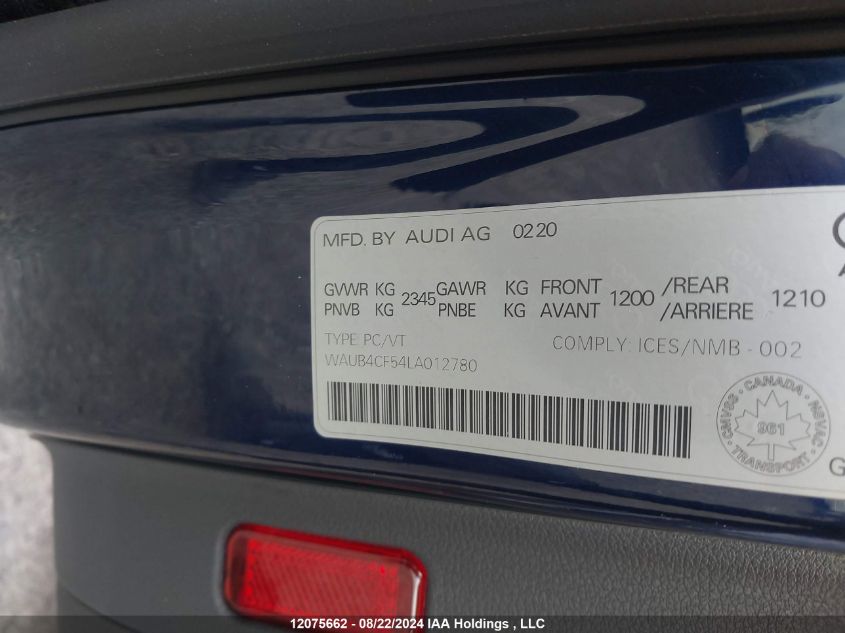 MFD. BY AUDI AG 0220
GVWR KG 2345 GAWR KG FRONT 1200 /REAR 1210
PNVB KG PNBE KG AVANT /ARRIERE
TYPE: PC/VT COMPLY: ICES/NMB - 002
WAUB4CF54LA012780
CANADA
CMVSS NSVAC
961
TRANSPORT
12075662 - 08/22/2024 IAA Holdings , LLC